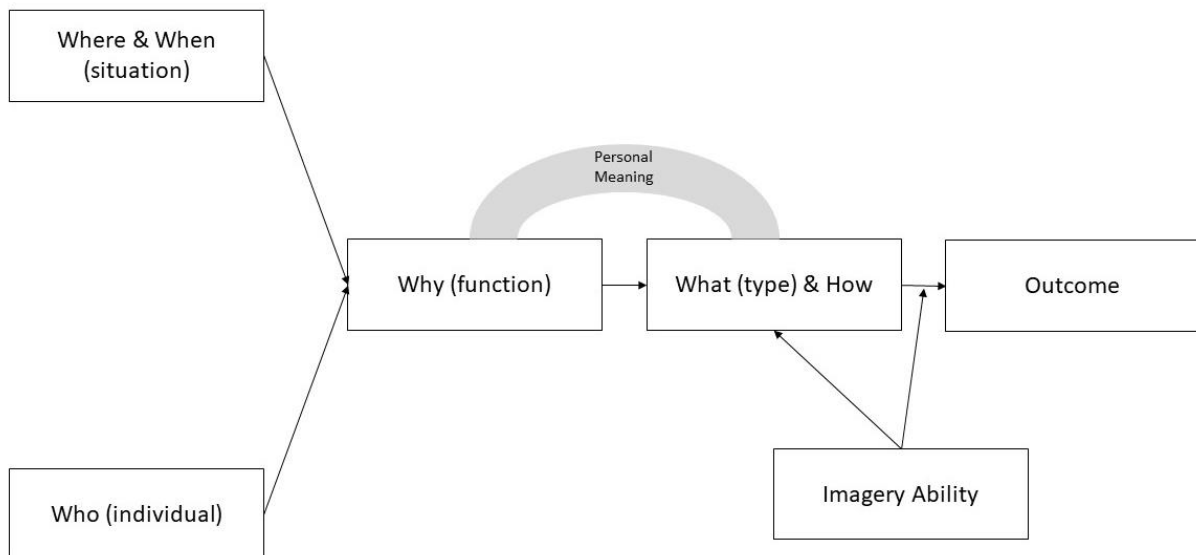 Where & When
(situation)
Personal
Meaning
Why (function)
What (type) & How
Outcome
Imagery Ability
Who (individual)